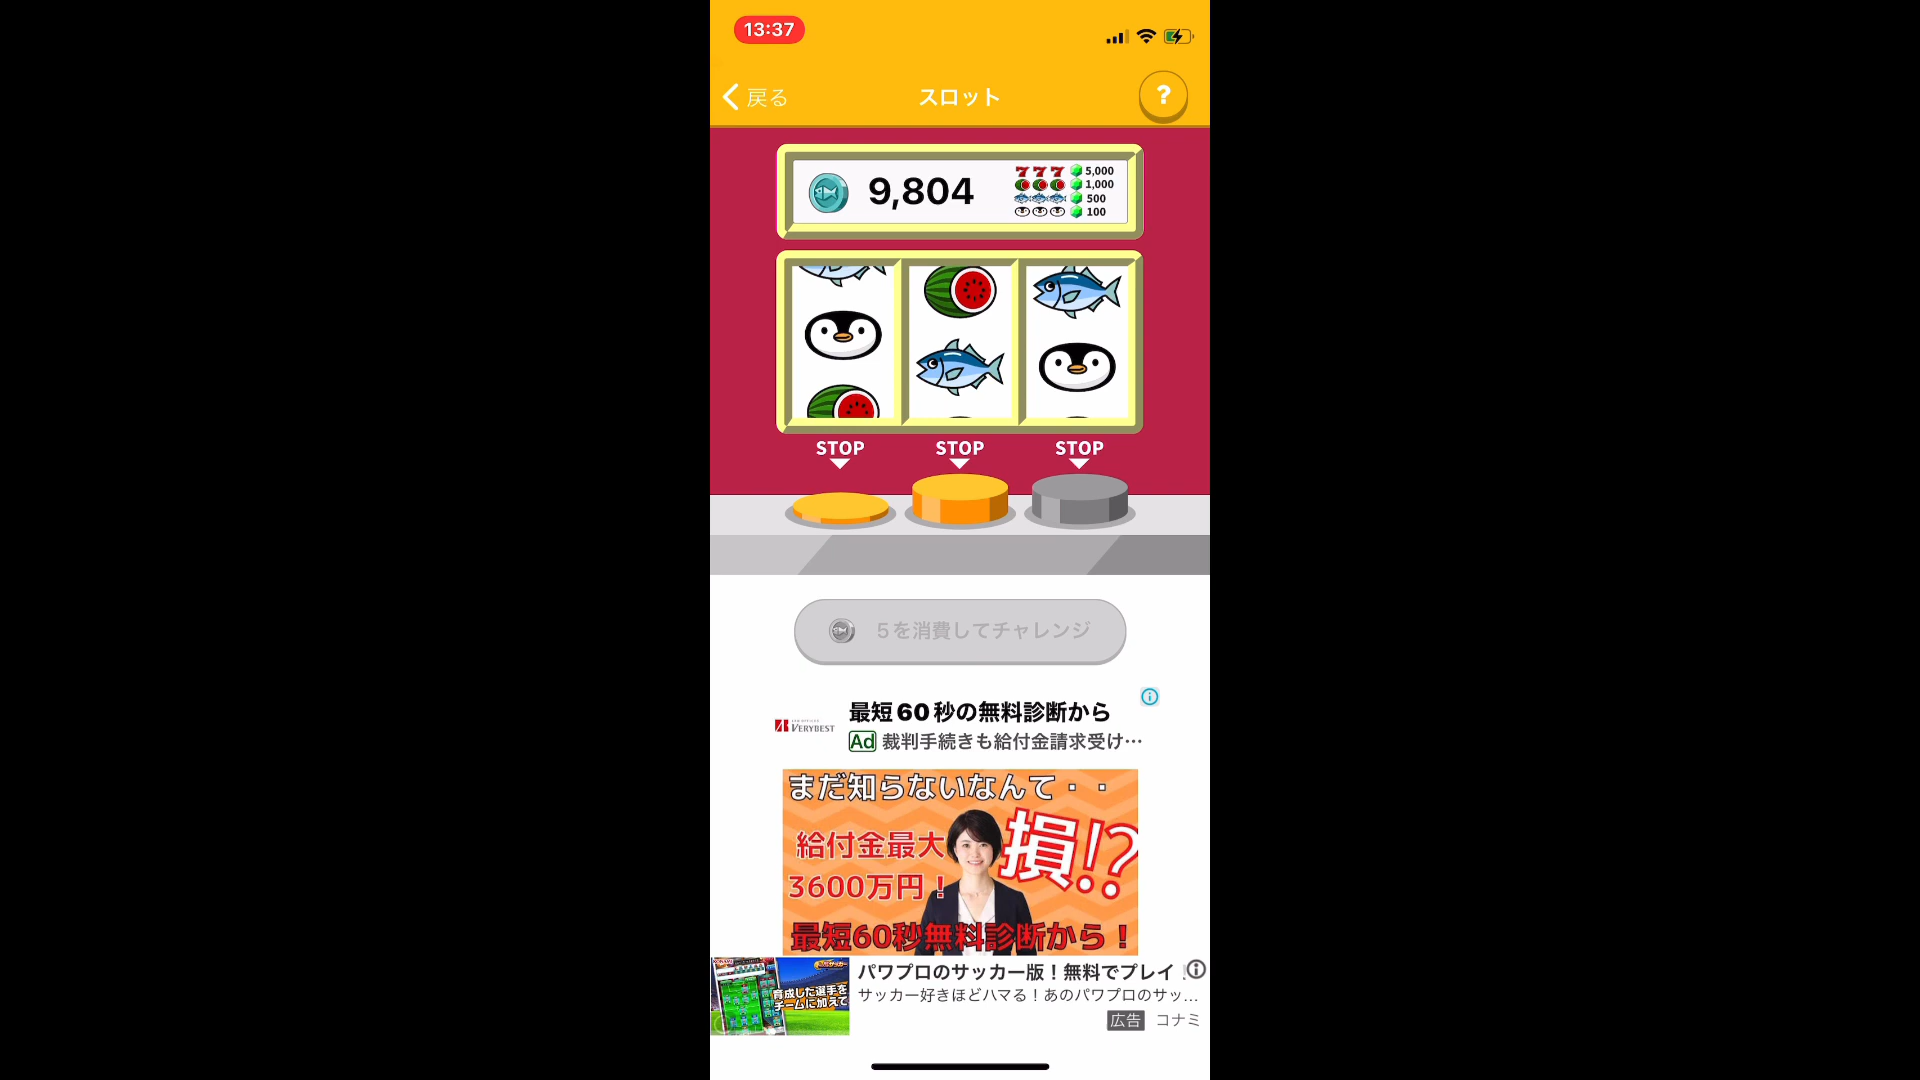 13:37
戻る
スロット
?
9,804
7 7 7 5,000
1,000
500
100
STOP STOP STOP
5を消費してチャレンジ
最短60秒の無料診断から
VERYBEST
Ad 裁判手続きも給付金請求受け…
まだ知らないなんて・・
給付金最大
3600万円！
損!?
最短60秒無料診断から！
育成した選手を
チームに加えて
パワプロのサッカー版！無料でプレイ！
サッカー好きほどハマる！あのパワプロのサッ…
広告 コナミ